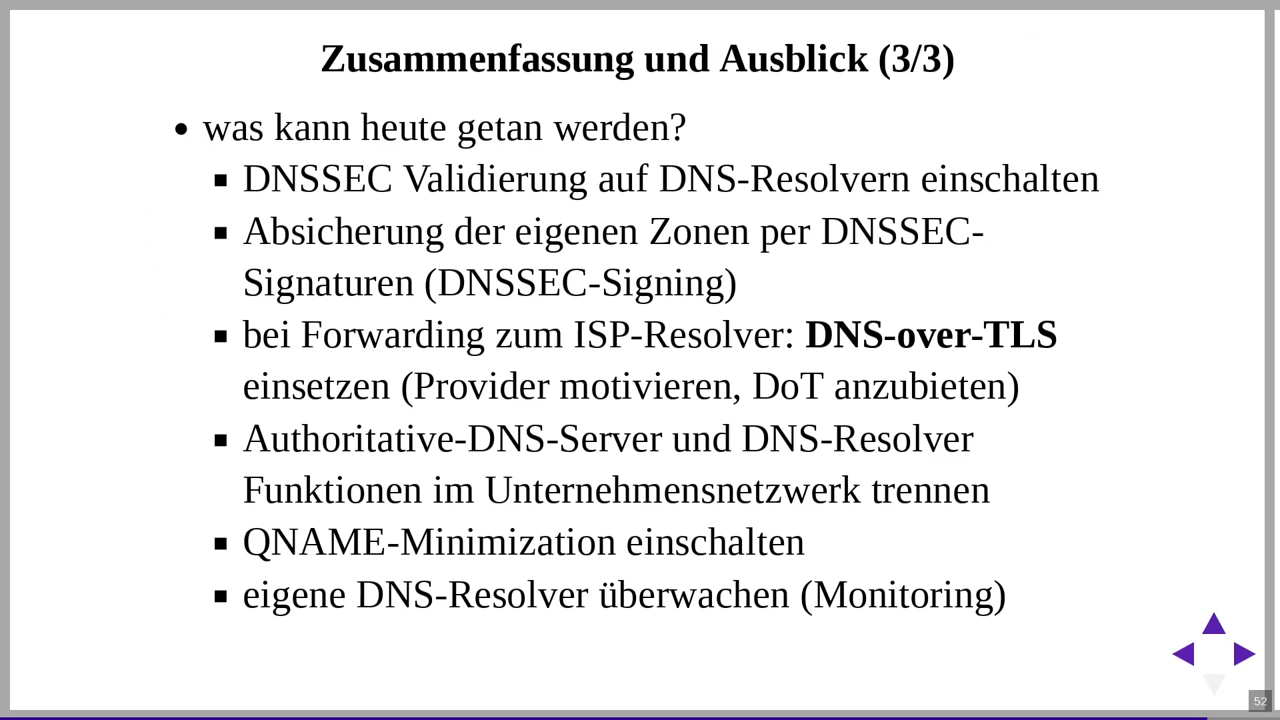 Zusammenfassung und Ausblick (3/3)
• was kann heute getan werden?
▪ DNSSEC Validierung auf DNS-Resolvern einschalten
▪ Absicherung der eigenen Zonen per DNSSEC-
Signaturen (DNSSEC-Signing)
▪ bei Forwarding zum ISP-Resolver: DNS-over-TLS
einsetzen (Provider motivieren, DoT anzubieten)
▪ Authoritative-DNS-Server und DNS-Resolver
Funktionen im Unternehmensnetzwerk trennen
▪ QNAME-Minimization einschalten
▪ eigene DNS-Resolver überwachen (Monitoring)
52